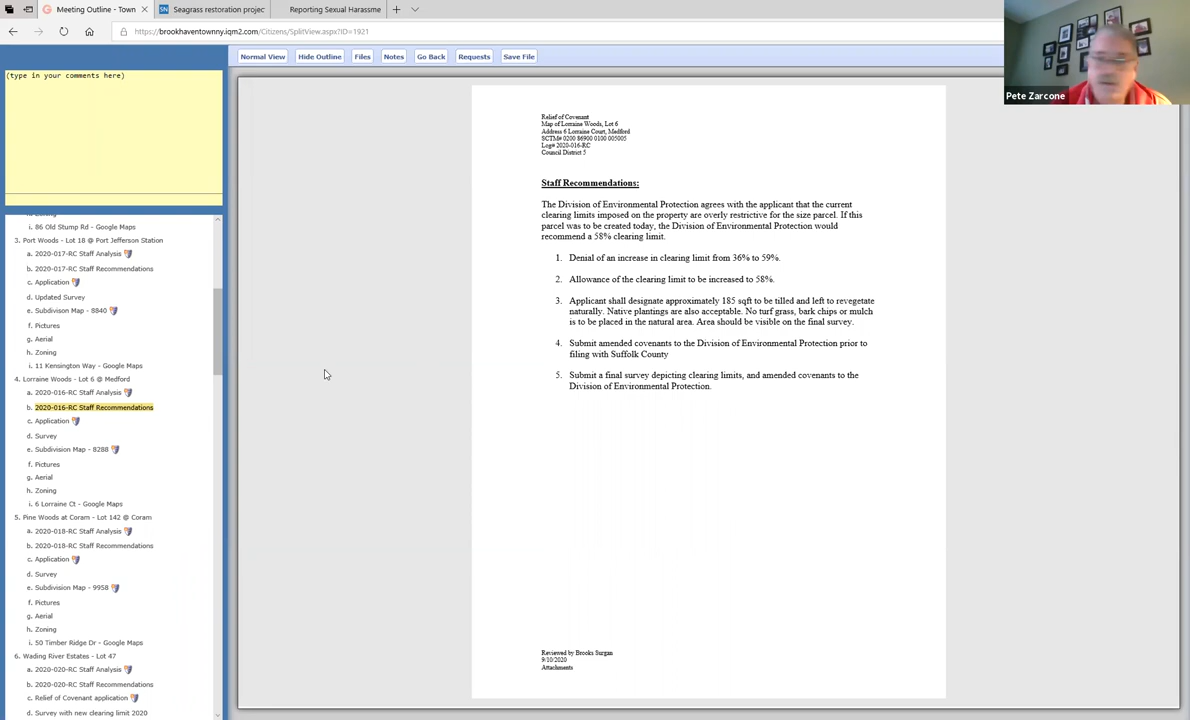 Meeting Outline - Town
Seagrass restoration projec
Reporting Sexual Harassme
https://brookhaventownny.iqm2.com/Citizens/SplitView.aspx?ID=1921
Normal View
Hide Outline
Files
Notes
Go Back
Requests
Save File
Pete Zarcone
(type in your comments here)
i. 86 Old Stump Rd - Google Maps
3. Port Woods - Lot 18 @ Port Jefferson Station
a. 2020-017-RC Staff Analysis
b. 2020-017-RC Staff Recommendations
c. Application
d. Updated Survey
e. Subdivison Map - 8840
f. Pictures
g. Aerial
h. Zoning
i. 11 Kensington Way - Google Maps
4. Lorraine Woods - Lot 6 @ Medford
a. 2020-016-RC Staff Analysis
b. 2020-016-RC Staff Recommendations
c. Application
d. Survey
e. Subdivision Map - 8288
f. Pictures
g. Aerial
h. Zoning
i. 6 Lorraine Ct - Google Maps
5. Pine Woods at Coram - Lot 142 @ Coram
a. 2020-018-RC Staff Analysis
b. 2020-018-RC Staff Recommendations
c. Application
d. Survey
e. Subdivision Map - 9958
f. Pictures
g. Aerial
h. Zoning
i. 50 Timber Ridge Dr - Google Maps
6. Wading River Estates - Lot 47
a. 2020-020-RC Staff Analysis
b. 2020-020-RC Staff Recommendations
c. Relief of Covenant application
d. Survey with new clearing limit 2020
Relief of Covenant
Map of Lorraine Woods, Lot 6
Address 6 Lorraine Court, Medford
SCTM# 0200 86900 0100 005005
Log# 2020-016-RC
Council District 5
Staff Recommendations:
The Division of Environmental Protection agrees with the applicant that the current
clearing limits imposed on the property are overly restrictive for the size parcel. If this
parcel was to be created today, the Division of Environmental Protection would
recommend a 58% clearing limit.
1. Denial of an increase in clearing limit from 36% to 59%.
2. Allowance of the clearing limit to be increased to 58%.
3. Applicant shall designate approximately 185 sqft to be tilled and left to revegetate
naturally. Native plantings are also acceptable. No turf grass, bark chips or mulch
is to be placed in the natural area. Area should be visible on the final survey.
4. Submit amended covenants to the Division of Environmental Protection prior to
filing with Suffolk County
5. Submit a final survey depicting clearing limits, and amended covenants to the
Division of Environmental Protection.
Reviewed by Brooks Surgan
9/10/2020
Attachments